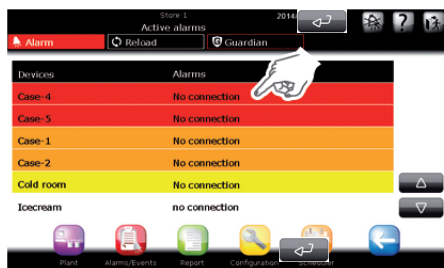 Store 1
2014/
Active alarms
Alarm
Reload
Guardian
?
Devices Alarms
Case-4 No connection
Case-5 No connection
Case-1 No connection
Case-2 No connection
Cold room No connection
Icecream no connection
Plant Alarms/Events Report Configuration Scheduler